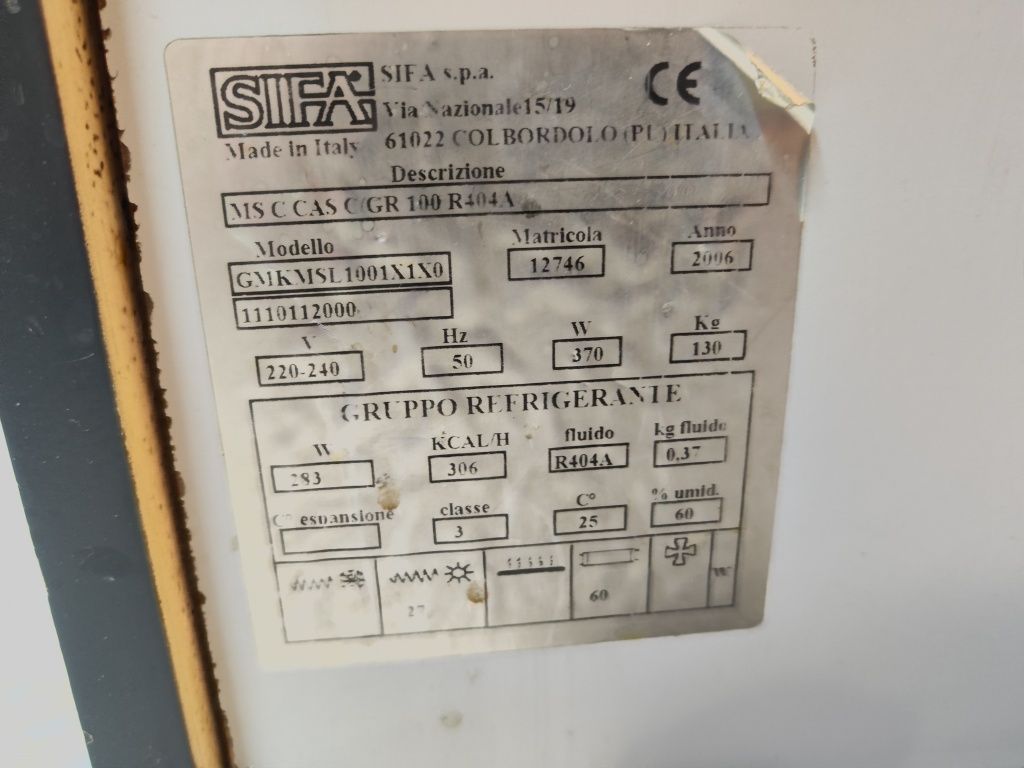 SIFA
SIFA s.p.a.
Via Nazionale 15/19
61022 COLBORDOLO (PU) ITALIA
Made in Italy
CE
Descrizione
MS C CAS C/GR 100 R404A
Modello
Matricola
Anno
GMKMSL1001X1X0
12746
2006
1110112000
V
Hz
W
Kg
220-240
50
370
130
GRUPPO REFRIGERANTE
W
KCAL/H
fluido
kg fluido
283
306
R404A
0,37
C° espansione
classe
C°
% umid.
3
25
60
27
60
W